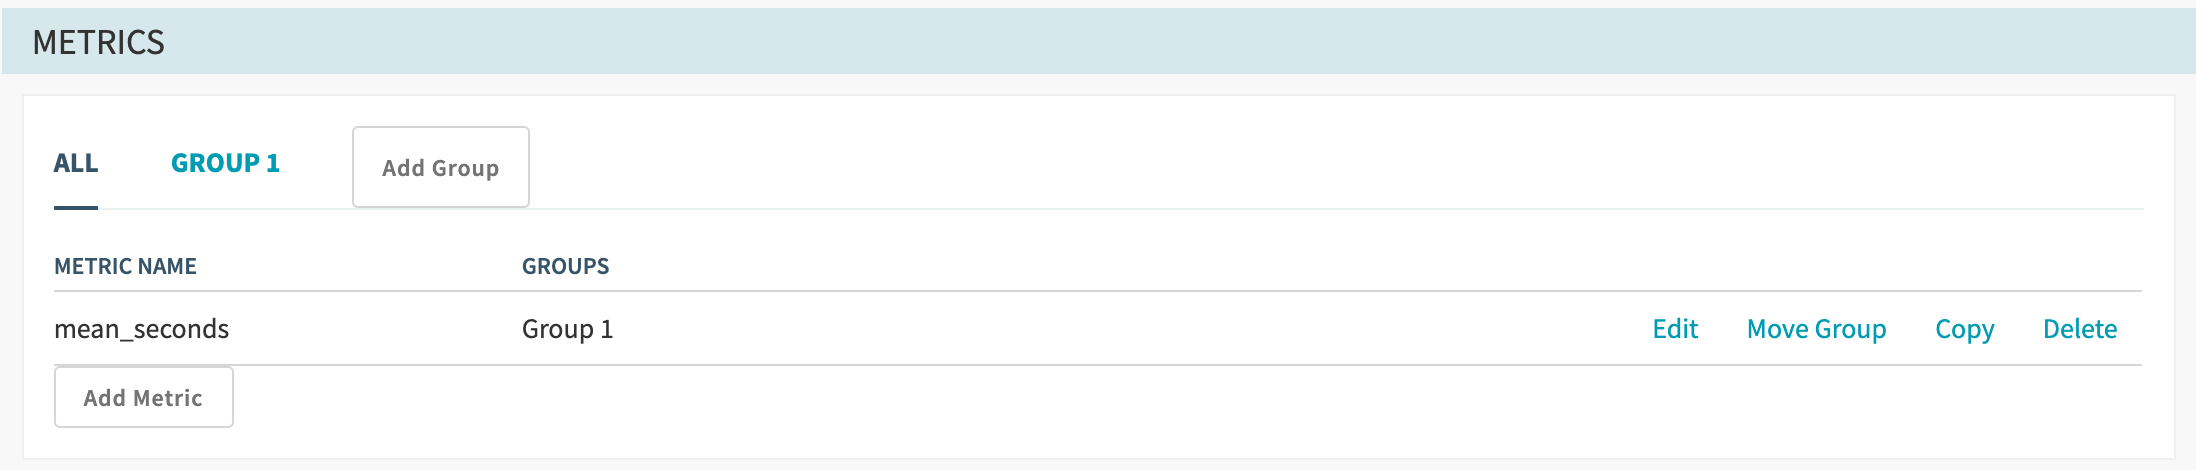 METRICS
ALL GROUP 1 Add Group
METRIC NAME GROUPS
mean_seconds Group 1 Edit Move Group Copy Delete
Add Metric